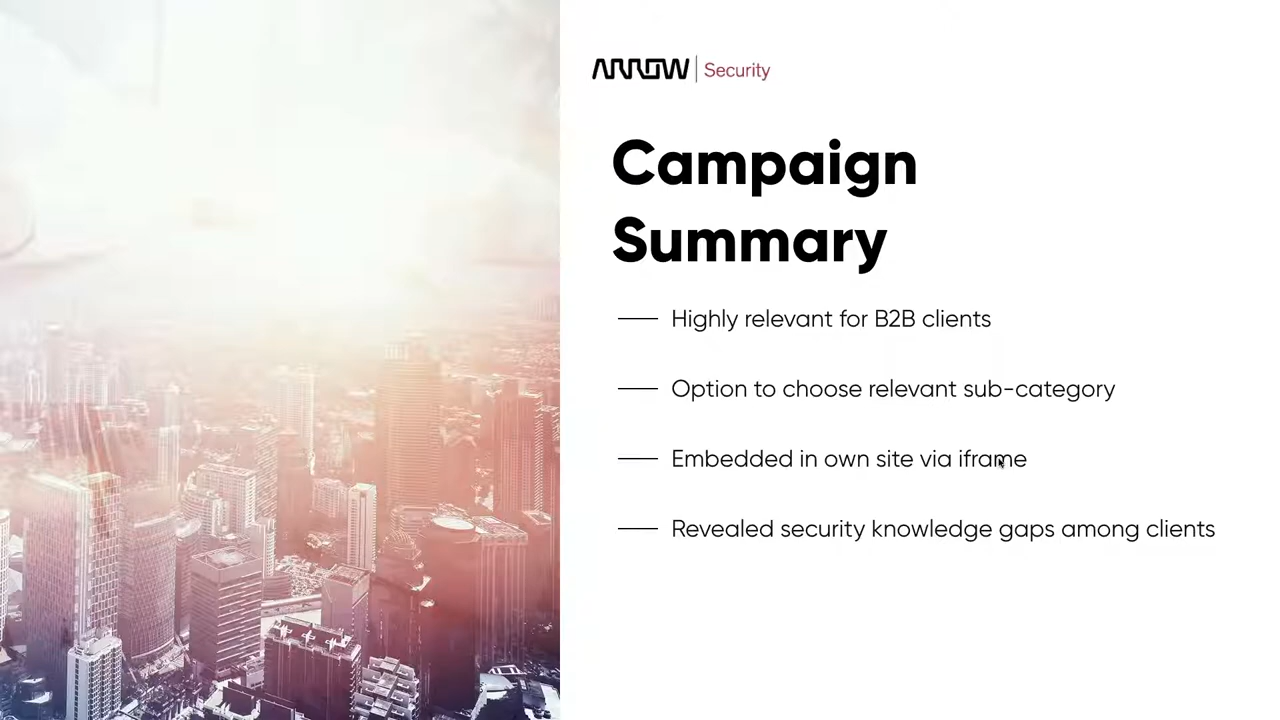 ARROW | Security
Campaign
Summary
Highly relevant for B2B clients
Option to choose relevant sub-category
Embedded in own site via iframe
Revealed security knowledge gaps among clients